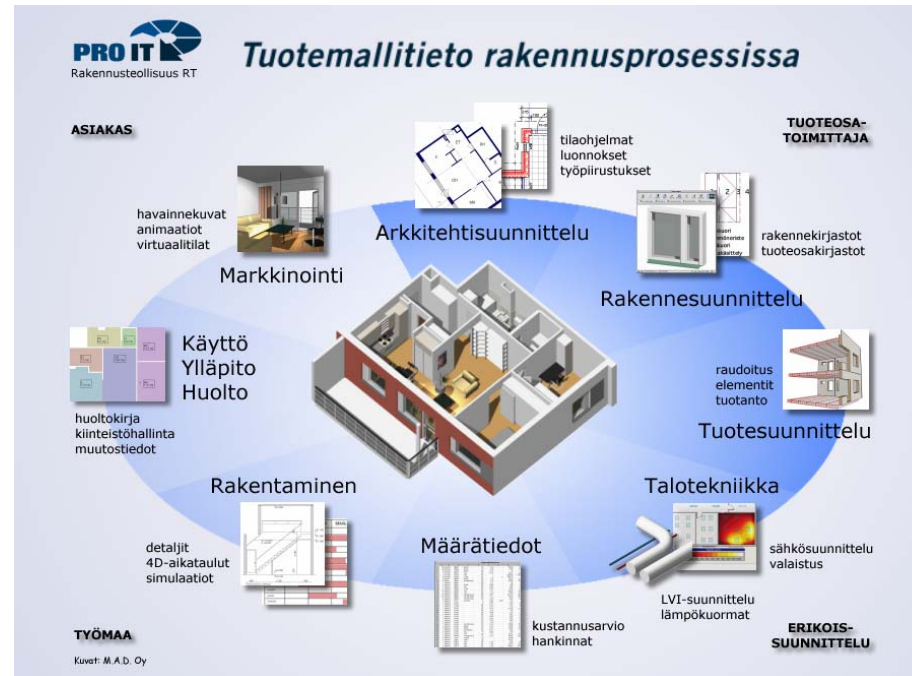 PRO IT
Rakennusteollisuus RT
Tuotemallitieto rakennusprosessissa
ASIAKAS
TUOTEOSA-
TOIMITTAJA
tilaohjelmat
luonnokset
työpiirustukset
Arkkitehtisuunnittelu
havainnekuvat
animaatiot
virtuaalitilat
Markkinointi
rakennekirjastot
tuoteosakirjastot
Rakennesuunnittelu
Käyttö
Ylläpito
Huolto
huoltokirja
kiinteistöhallinta
muutostiedot
raudoitus
elementit
tuotanto
Tuotesuunnittelu
Rakentaminen
detaljit
4D-aikataulut
simulaatiot
Määrätiedot
kustannusarvio
hankinnat
Talotekniikka
sähkösuunnittelu
valaistus
LVI-suunnittelu
lämpökuormat
TYÖMAA
ERIKOIS-
SUUNNITTELU
Kuvat: M.A.D. Oy